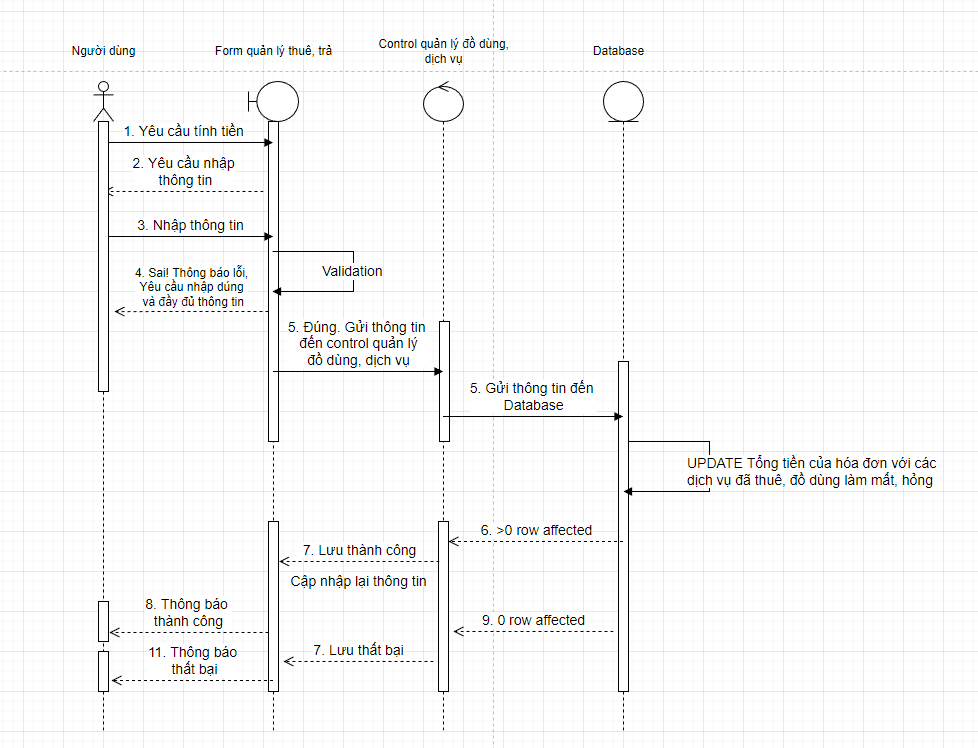 Người dùng
Form quản lý thuê, trả
Control quản lý đồ dùng,
dịch vụ
Database
1. Yêu cầu tính tiền
2. Yêu cầu nhập
thông tin
3. Nhập thông tin
Validation
4. Sai! Thông báo lỗi,
Yêu cầu nhập dúng
và đầy đủ thông tin
5. Đúng. Gửi thông tin
đến control quản lý
đồ dùng, dịch vụ
5. Gửi thông tin đến
Database
UPDATE Tổng tiền của hóa đơn với các
dịch vụ đã thuê, đồ dùng làm mất, hỏng
6. >0 row affected
7. Lưu thành công
Cập nhập lại thông tin
8. Thông báo
thành công
9. 0 row affected
7. Lưu thất bại
11. Thông báo
thất bại